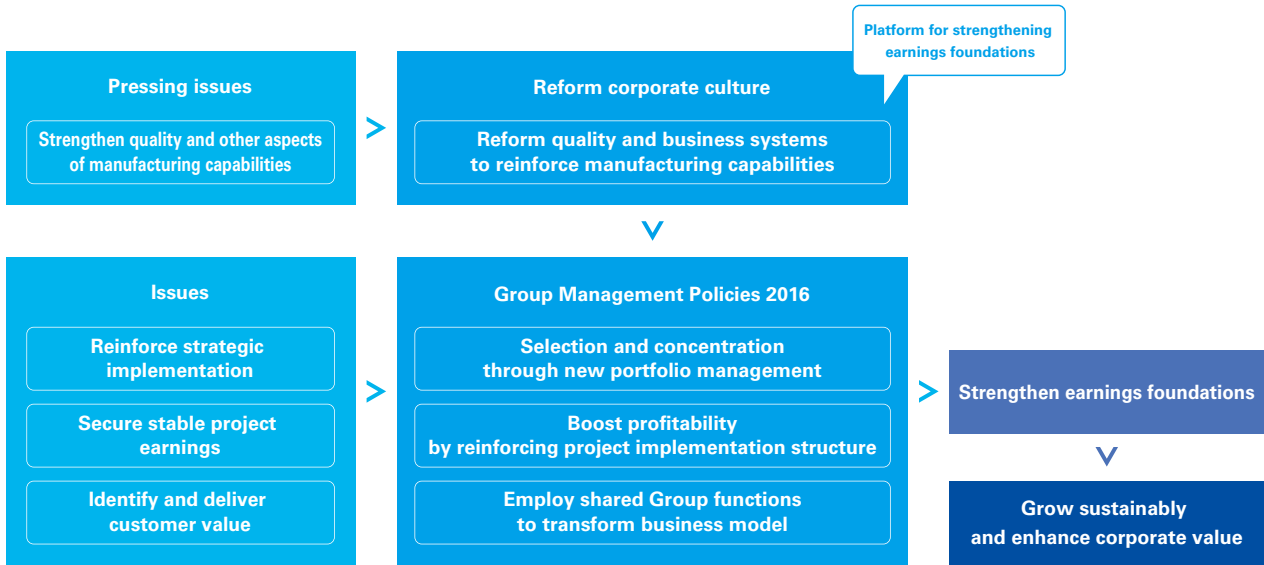 Platform for strengthening
earnings foundations
Pressing issues
Strengthen quality and other aspects
of manufacturing capabilities
>
Reform corporate culture
Reform quality and business systems
to reinforce manufacturing capabilities
Issues
Reinforce strategic
implementation
Secure stable project
earnings
Identify and deliver
customer value
>
Group Management Policies 2016
Selection and concentration
through new portfolio management
Boost profitability
by reinforcing project implementation structure
Employ shared Group functions
to transform business model
>
Strengthen earnings foundations
Grow sustainably
and enhance corporate value